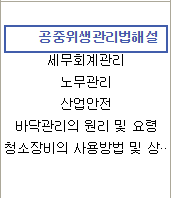 공중위생관리법해설
세무회계관리
노무관리
산업안전
바닥관리의 원리 및 요령
청소장비의 사용방법 및 상..